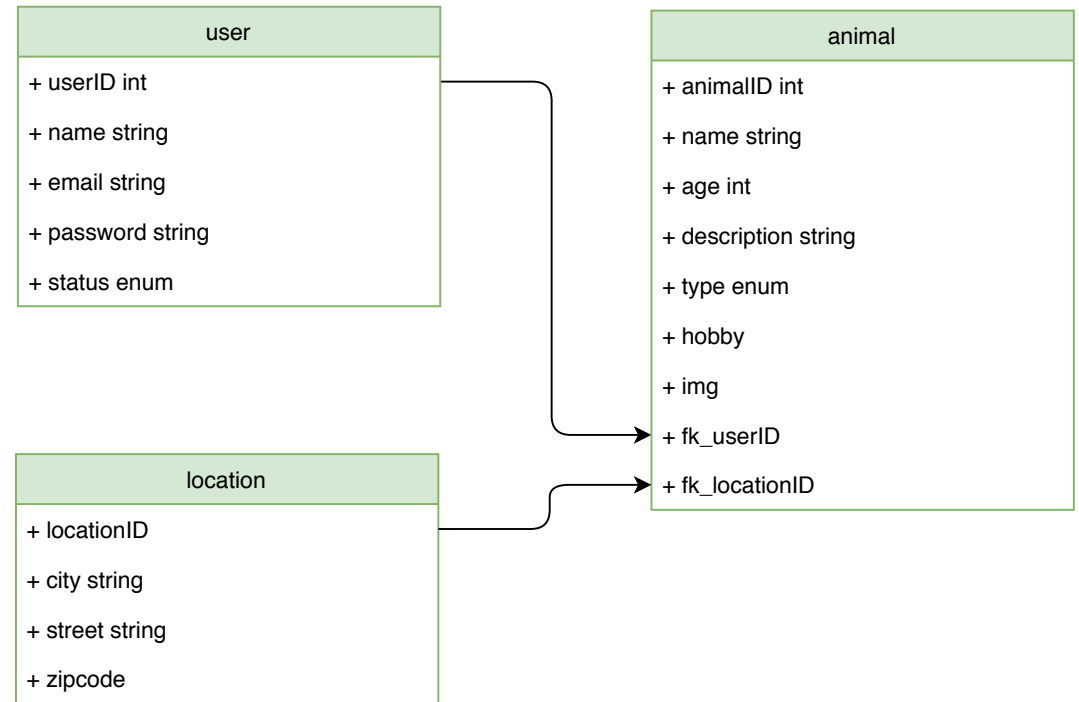 user
+ userID int
+ name string
+ email string
+ password string
+ status enum
animal
+ animalID int
+ name string
+ age int
+ description string
+ type enum
+ hobby
+ img
+ fk_userID
+ fk_locationID
location
+ locationID
+ city string
+ street string
+ zipcode